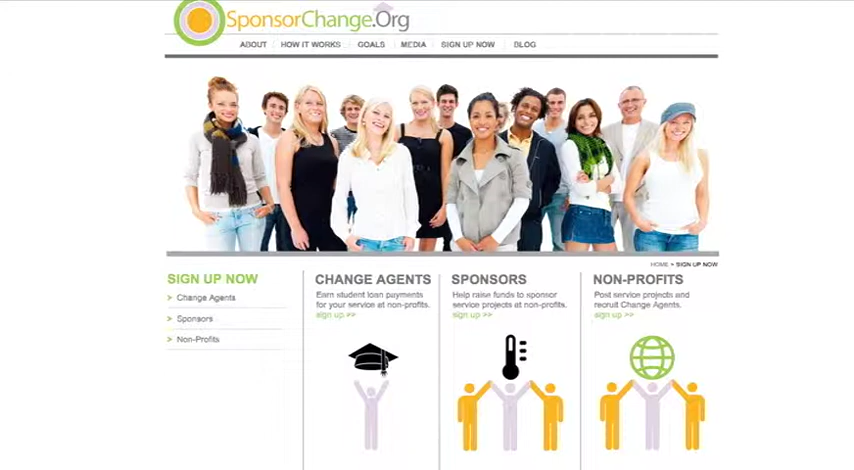 SponsorChange.Org
ABOUT HOW IT WORKS GOALS MEDIA SIGN UP NOW BLOG
HOME > SIGN UP NOW
SIGN UP NOW
> Change Agents
> Sponsors
> Non-Profits
CHANGE AGENTS
Earn student loan payments
for your service at non-profits.
sign up >>
SPONSORS
Help raise funds to sponsor
service projects at non-profits.
sign up >>
NON-PROFITS
Post service projects and
recruit Change Agents.
sign up >>